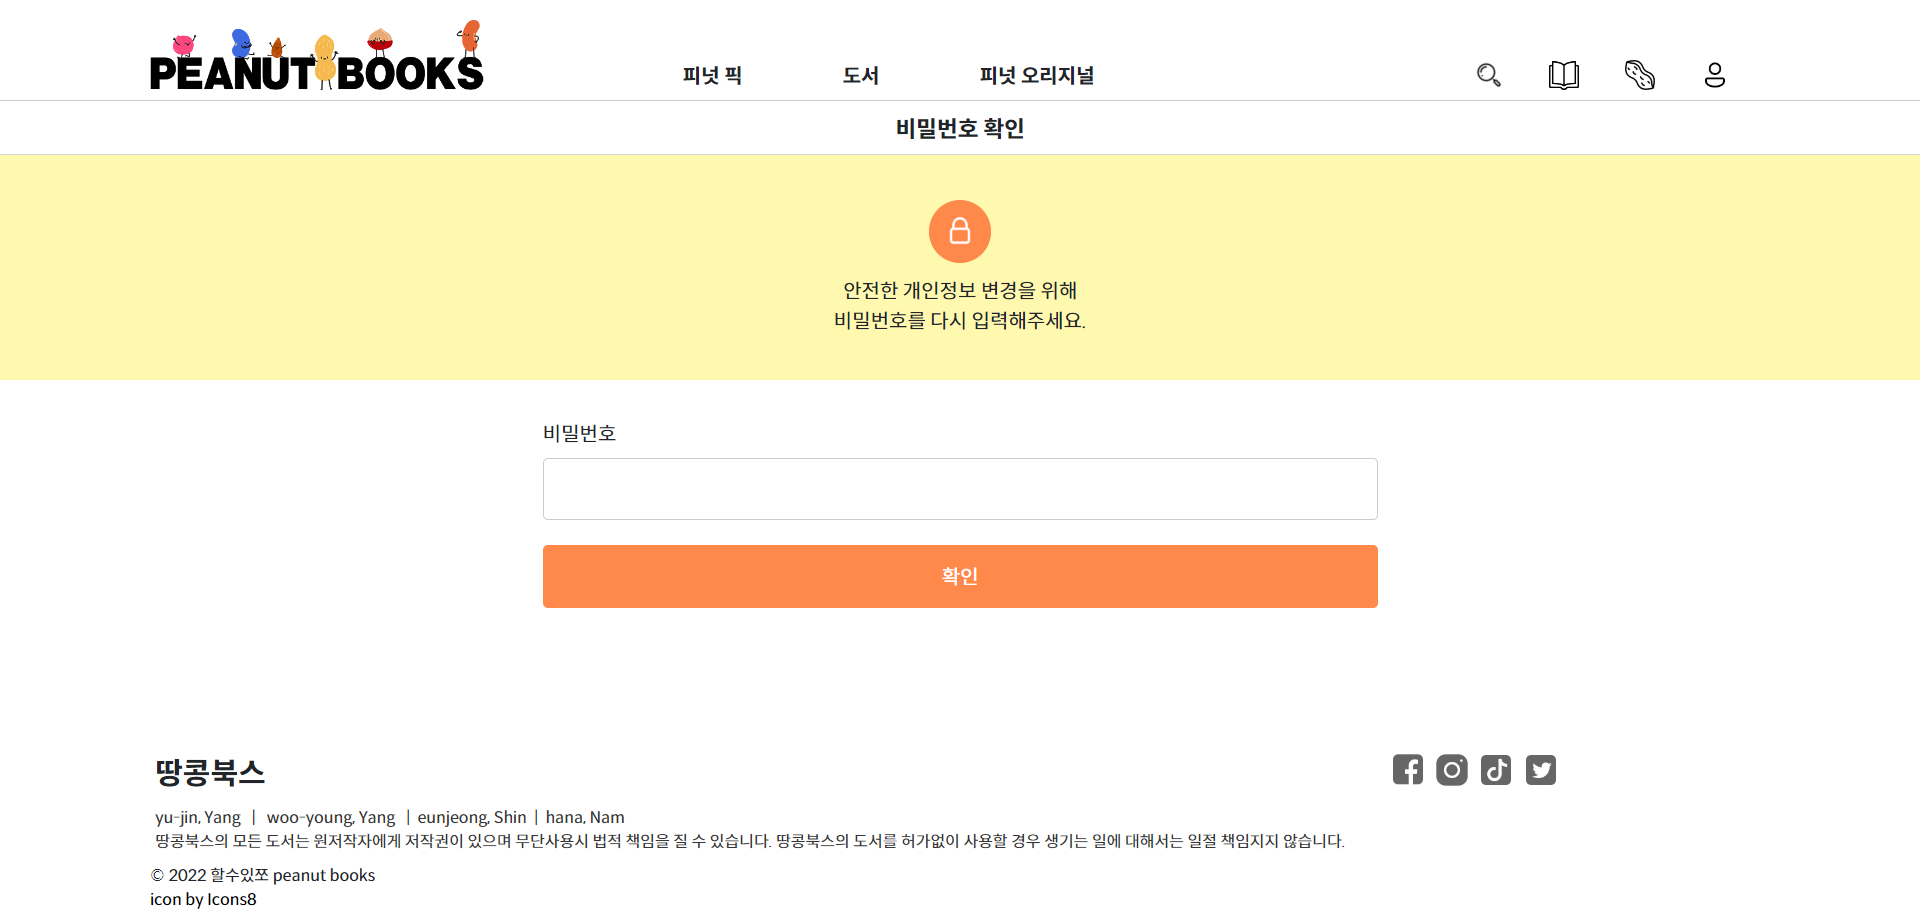 PEANUT BOOKS
피넛 픽 도서 피넛 오리지널
비밀번호 확인
안전한 개인정보 변경을 위해
비밀번호를 다시 입력해주세요.
비밀번호
확인
땅콩북스
yu-jin, Yang | woo-young, Yang | eunjeong, Shin | hana, Nam
땅콩북스의 모든 도서는 원저작자에게 저작권이 있으며 무단사용시 법적 책임을 질 수 있습니다. 땅콩북스의 도서를 허가없이 사용할 경우 생기는 일에 대해서는 일절 책임지지 않습니다.
© 2022 할수있쪼 peanut books
icon by Icons8